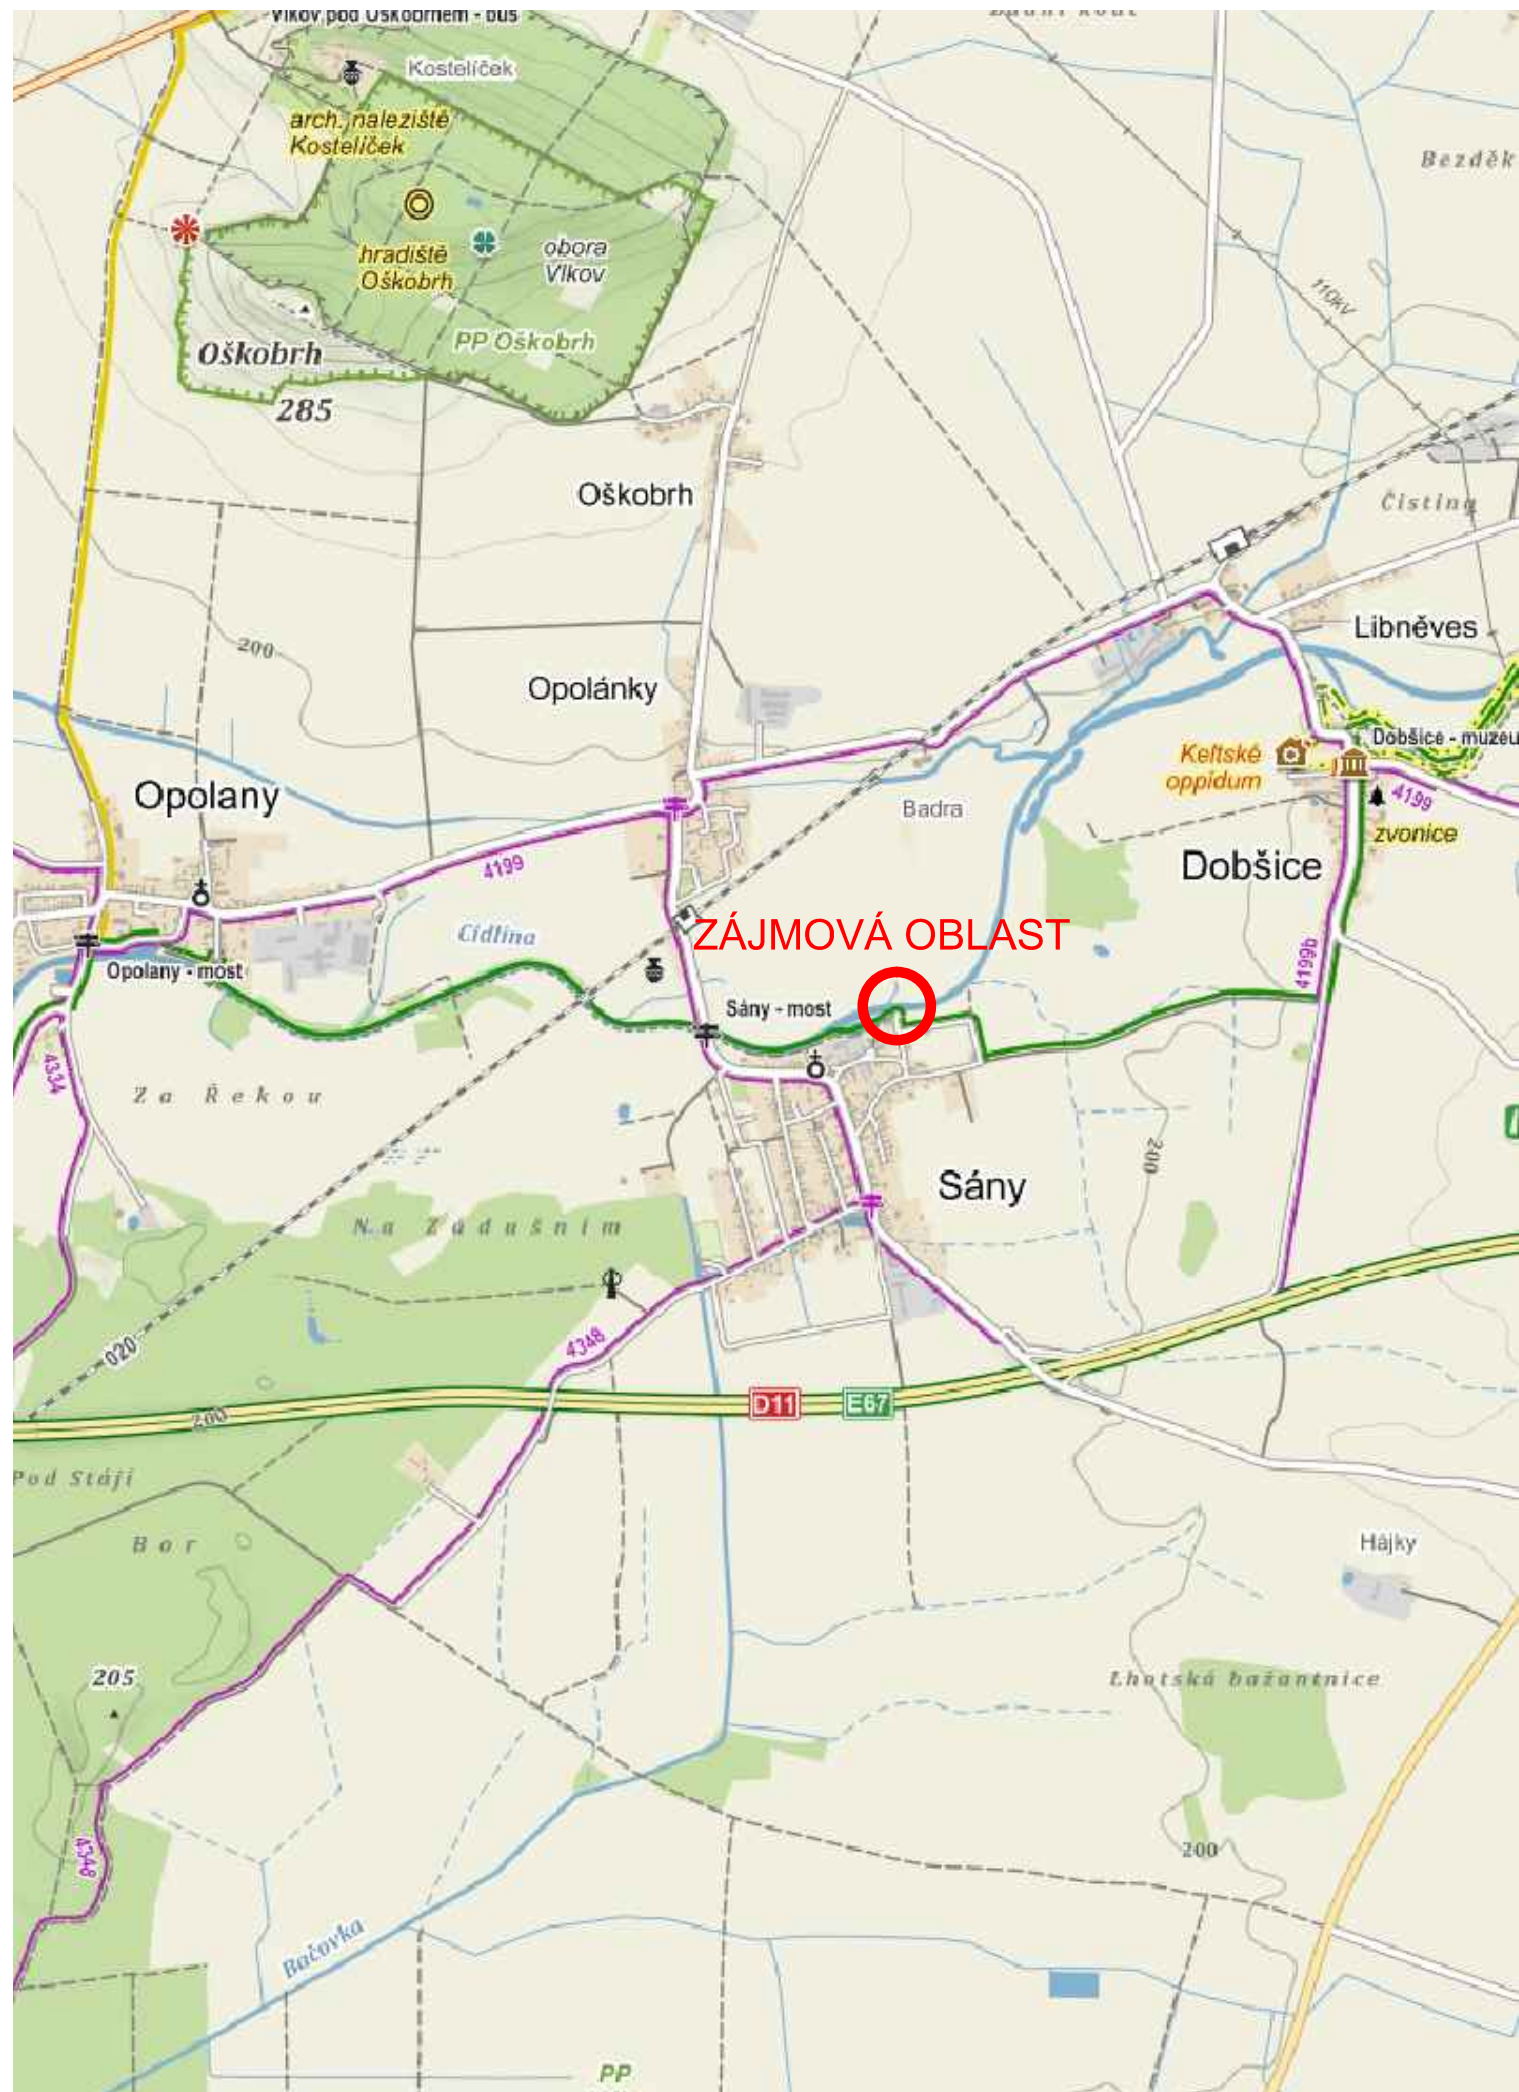 Vlkov pod Oškobrhem - bus
Kostelíček
arch. naleziště
Kostelíček
Bezděk
hradiště
Oškobrh
obora
Vlkov
110kV
PP Oškobrh
Oškobrh
285
Oškobrh
Čistina
200
Libněves
Opolánky
Dobšice - muzeu
Keltské
oppidum
Opolany
4199
Badra
zvonice
4199
Dobšice
Cidlina
ZÁJMOVÁ OBLAST
Opolany - most
4199b
Sány - most
4334
Za Řekou
200
Sány
Na Zádušním
020
4348
D11
E67
200
Pod Stájí
Bor
Hájky
205
Lhotská bažantnice
4348
200
Bačovka
PP